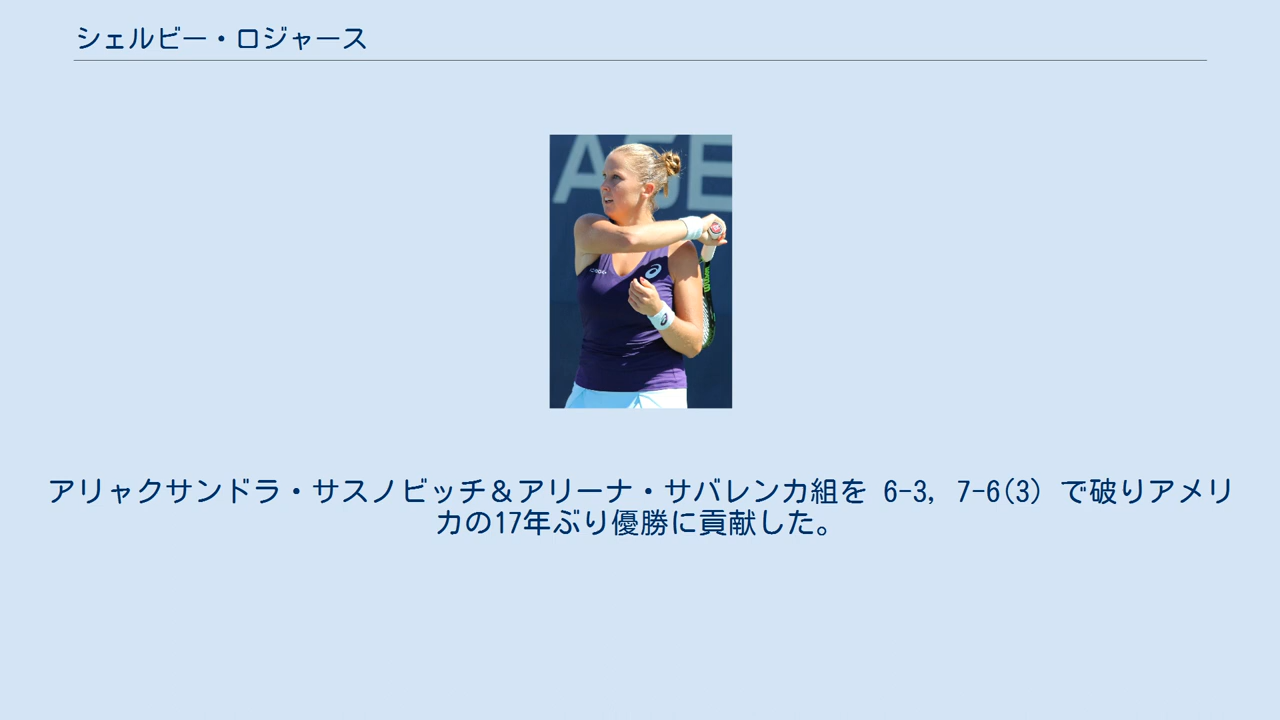 シェルビー・ロジャース
ASE
Wilson
アリャクサンドラ・サスノビッチ＆アリーナ・サバレンカ組を 6-3, 7-6(3) で破りアメリ
カの17年ぶり優勝に貢献した。